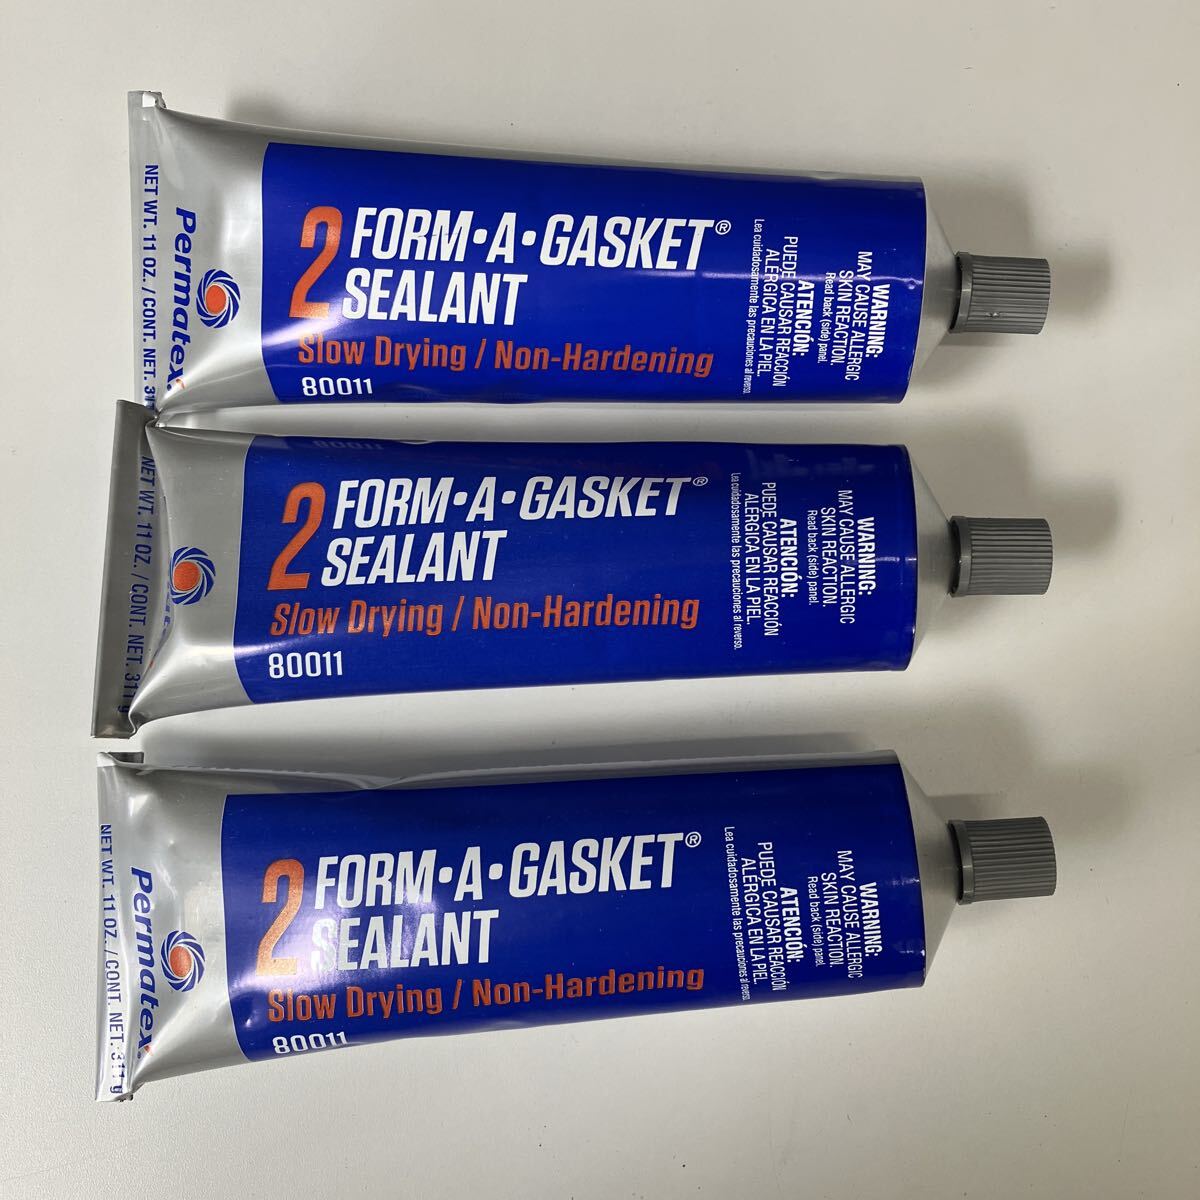 NET WT. 11 OZ. / CONT. NET. 311
Permatex
2
FORM•A•GASKET®
SEALANT
Slow Drying / Non-Hardening
80011
WARNING:
MAY CAUSE ALLERGIC
SKIN REACTION.
Read back (side) panel.
ATENCIÓN:
PUEDE CAUSAR REACCIÓN
ALÉRGICA EN LA PIEL.
Lea cuidadosamente las precauciones al reverso.
80011
NET WT. 11 OZ. / CONT. NET. 311 g
2
FORM•A•GASKET®
SEALANT
Slow Drying / Non-Hardening
80011
WARNING:
MAY CAUSE ALLERGIC
SKIN REACTION.
Read back (side) panel.
ATENCIÓN:
PUEDE CAUSAR REACCIÓN
ALÉRGICA EN LA PIEL.
Lea cuidadosamente las precauciones al reverso.
NET WT. 11 OZ. / CONT. NET. 311 g
Permatex®
2
FORM•A•GASKET®
SEALANT
Slow Drying / Non-Hardening
80011
WARNING:
MAY CAUSE ALLERGIC
SKIN REACTION.
Read back (side) panel.
ATENCIÓN:
PUEDE CAUSAR REACCIÓN
ALÉRGICA EN LA PIEL.
Lea cuidadosamente las precauciones al reverso.